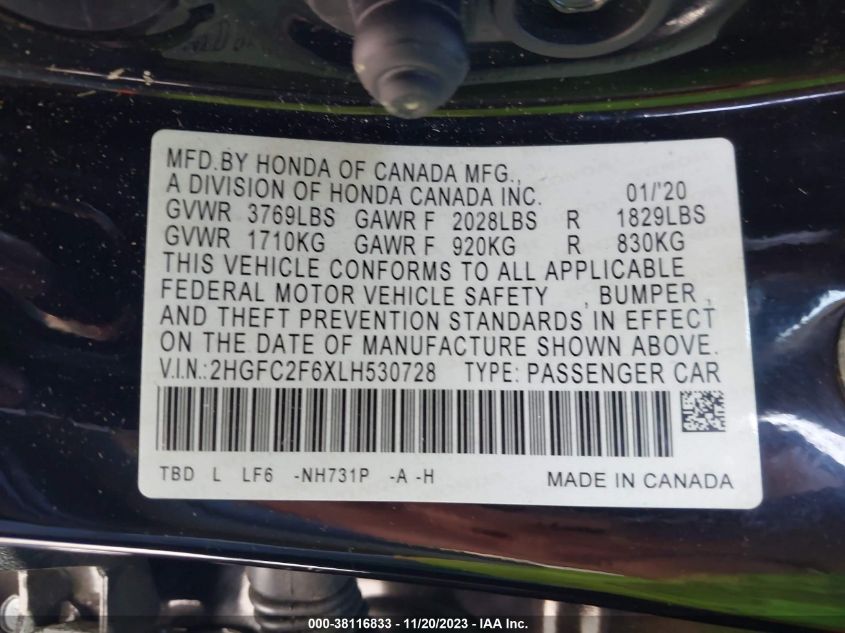 MFD.BY HONDA OF CANADA MFG.,
A DIVISION OF HONDA CANADA INC. 01/'20
GVWR 3769LBS GAWR F 2028LBS R 1829LBS
GVWR 1710KG GAWR F 920KG R 830KG
THIS VEHICLE CONFORMS TO ALL APPLICABLE
FEDERAL MOTOR VEHICLE SAFETY , BUMPER ,
AND THEFT PREVENTION STANDARDS IN EFFECT
ON THE DATE OF MANUFACTURE SHOWN ABOVE.
V.I.N.:2HGFC2F6XLH530728 TYPE: PASSENGER CAR
TBD L LF6 -NH731P -A -H MADE IN CANADA
000-38116833 - 11/20/2023 - IAA Inc.